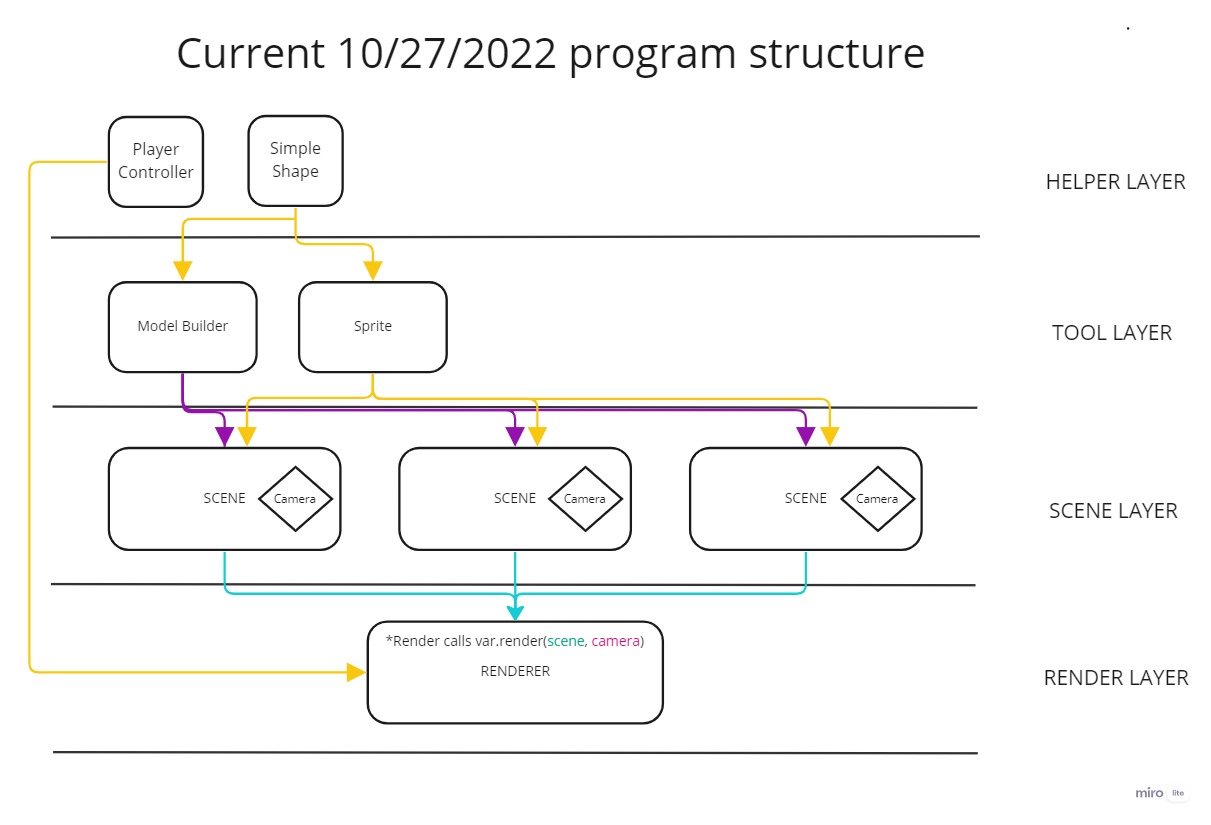 Current 10/27/2022 program structure
Player
Controller
Simple
Shape
HELPER LAYER
Model Builder
Sprite
TOOL LAYER
SCENE
Camera
SCENE
Camera
SCENE
Camera
SCENE LAYER
*Render calls var.render(scene, camera)
RENDERER
RENDER LAYER
miro lite